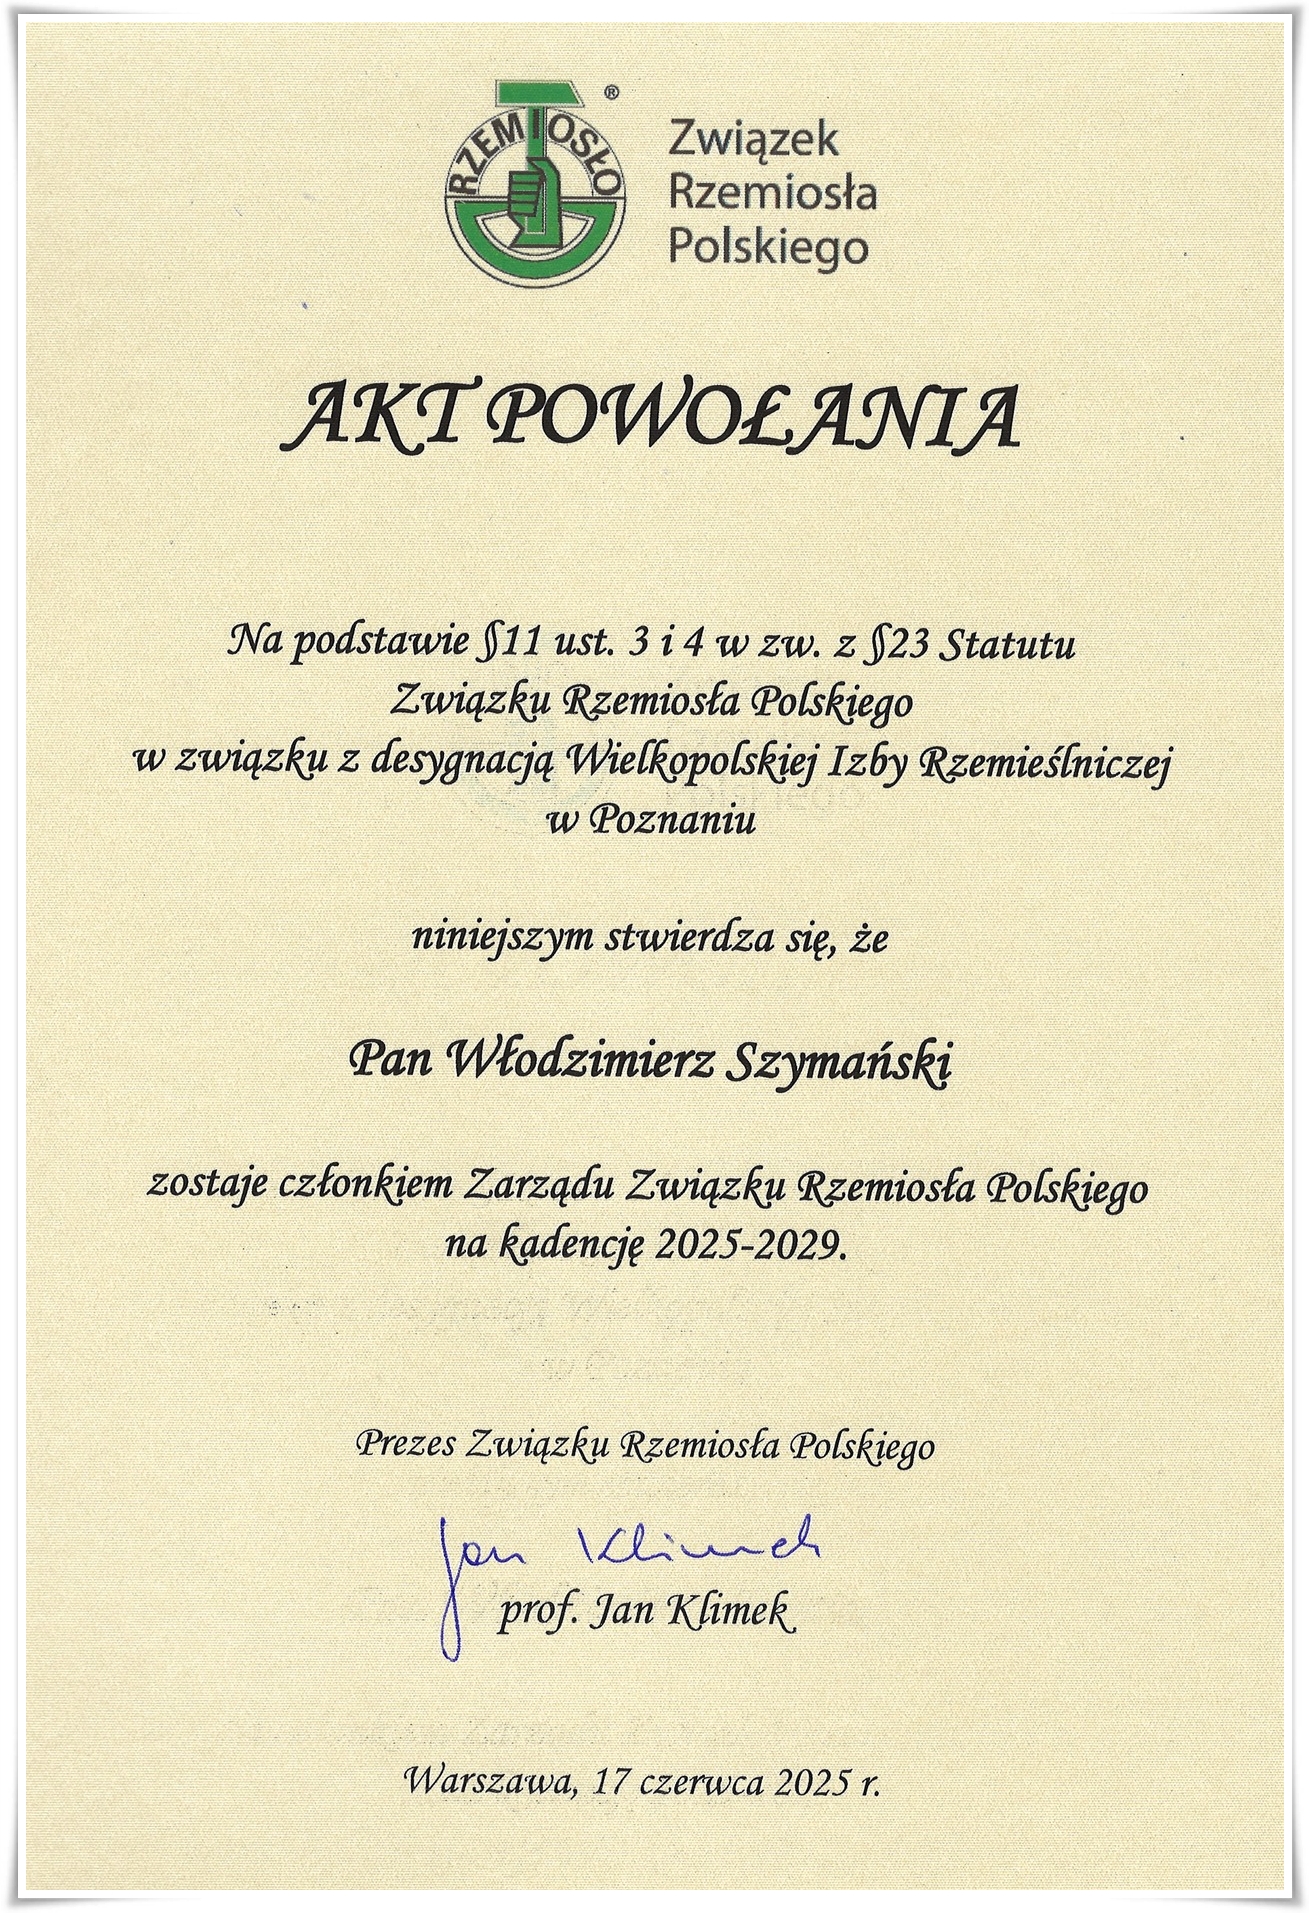 RZEMIOSŁO ®
Związek
Rzemiosła
Polskiego
AKT POWOŁANIA
Na podstawie §11 ust. 3 i 4 w zw. z §23 Statutu
Związku Rzemiosła Polskiego
w związku z desygnacją Wielkopolskiej Izby Rzemieślniczej
w Poznaniu
niniejszym stwierdza się, że
Pan Włodzimierz Szymański
zostaje członkiem Zarządu Związku Rzemiosła Polskiego
na kadencję 2025-2029.
Prezes Związku Rzemiosła Polskiego
Jan Klimek
prof. Jan Klimek
Warszawa, 17 czerwca 2025 r.